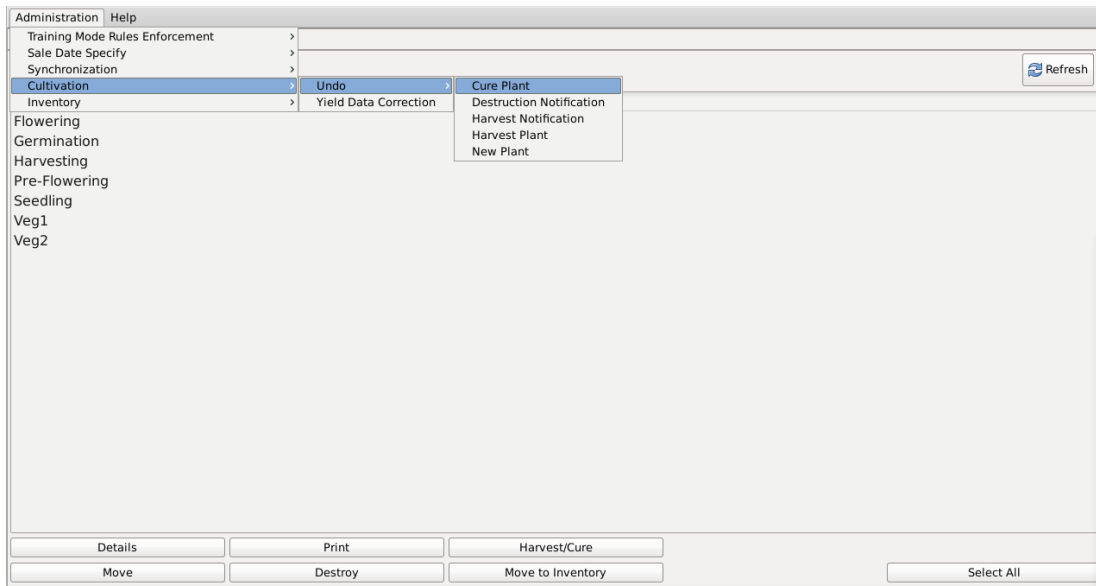 Administration Help
Training Mode Rules Enforcement >
Sale Date Specify >
Synchronization >
Refresh
Cultivation > Undo > Cure Plant
Inventory > Yield Data Correction Destruction Notification
Harvest Notification
Harvest Plant
New Plant
Flowering
Germination
Harvesting
Pre-Flowering
Seedling
Veg1
Veg2
Details Print Harvest/Cure
Move Destroy Move to Inventory Select All